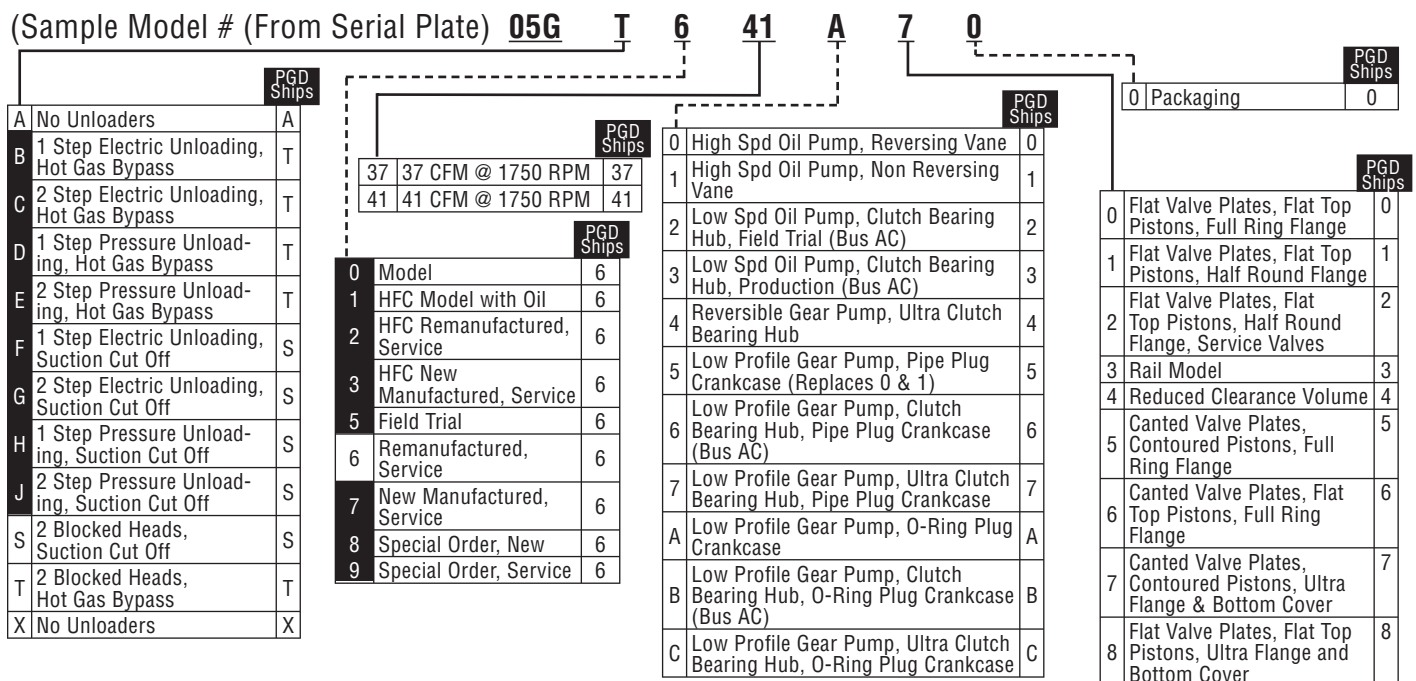 (Sample Model # (From Serial Plate) 05G T 6 41 A 7 0
PGD
Ships
A No Unloaders A
B 1 Step Electric Unloading, T
Hot Gas Bypass
C 2 Step Electric Unloading, T
Hot Gas Bypass
D 1 Step Pressure Unload- T
ing, Hot Gas Bypass
E 2 Step Pressure Unload- T
ing, Hot Gas Bypass
F 1 Step Electric Unloading, S
Suction Cut Off
G 2 Step Electric Unloading, S
Suction Cut Off
H 1 Step Pressure Unload- S
ing, Suction Cut Off
J 2 Step Pressure Unload- S
ing, Suction Cut Off
S 2 Blocked Heads, S
Suction Cut Off
T 2 Blocked Heads, T
Hot Gas Bypass
X No Unloaders X
PGD
Ships
37 37 CFM @ 1750 RPM 37
41 41 CFM @ 1750 RPM 41
PGD
Ships
0 Model 6
1 HFC Model with Oil 6
2 HFC Remanufactured, 6
Service
3 HFC New 6
Manufactured, Service
5 Field Trial 6
6 Remanufactured, 6
Service
7 New Manufactured, 6
Service
8 Special Order, New 6
9 Special Order, Service 6
PGD
Ships
0 High Spd Oil Pump, Reversing Vane 0
1 High Spd Oil Pump, Non Reversing 1
Vane
2 Low Spd Oil Pump, Clutch Bearing 2
Hub, Field Trial (Bus AC)
3 Low Spd Oil Pump, Clutch Bearing 3
Hub, Production (Bus AC)
4 Reversible Gear Pump, Ultra Clutch 4
Bearing Hub
5 Low Profile Gear Pump, Pipe Plug 5
Crankcase (Replaces 0 & 1)
6 Low Profile Gear Pump, Clutch 6
Bearing Hub, Pipe Plug Crankcase
(Bus AC)
7 Low Profile Gear Pump, Ultra Clutch 7
Bearing Hub, Pipe Plug Crankcase
A Low Profile Gear Pump, O-Ring Plug A
Crankcase
B Low Profile Gear Pump, Clutch B
Bearing Hub, O-Ring Plug Crankcase
(Bus AC)
C Low Profile Gear Pump, Ultra Clutch C
Bearing Hub, O-Ring Plug Crankcase
PGD
Ships
0 Packaging 0
PGD
Ships
0 Flat Valve Plates, Flat Top 0
Pistons, Full Ring Flange
1 Flat Valve Plates, Flat Top 1
Pistons, Half Round Flange
2 Flat Valve Plates, Flat 2
Top Pistons, Half Round
Flange, Service Valves
3 Rail Model 3
4 Reduced Clearance Volume 4
5 Canted Valve Plates, 5
Contoured Pistons, Full
Ring Flange
6 Canted Valve Plates, Flat 6
Top Pistons, Full Ring
Flange
7 Canted Valve Plates, 7
Contoured Pistons, Ultra
Flange & Bottom Cover
8 Flat Valve Plates, Flat Top 8
Pistons, Ultra Flange and
Bottom Cover